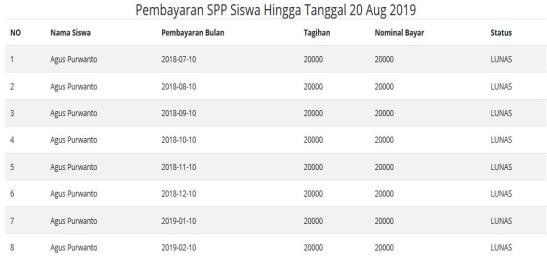 Pembayaran SPP Siswa Hingga Tanggal 20 Aug 2019
NO Nama Siswa Pembayaran Bulan Tagihan Nominal Bayar Status
1 Agus Purwanto 2018-07-10 20000 20000 LUNAS
2 Agus Purwanto 2018-08-10 20000 20000 LUNAS
3 Agus Purwanto 2018-09-10 20000 20000 LUNAS
4 Agus Purwanto 2018-10-10 20000 20000 LUNAS
5 Agus Purwanto 2018-11-10 20000 20000 LUNAS
6 Agus Purwanto 2018-12-10 20000 20000 LUNAS
7 Agus Purwanto 2019-01-10 20000 20000 LUNAS
8 Agus Purwanto 2019-02-10 20000 20000 LUNAS